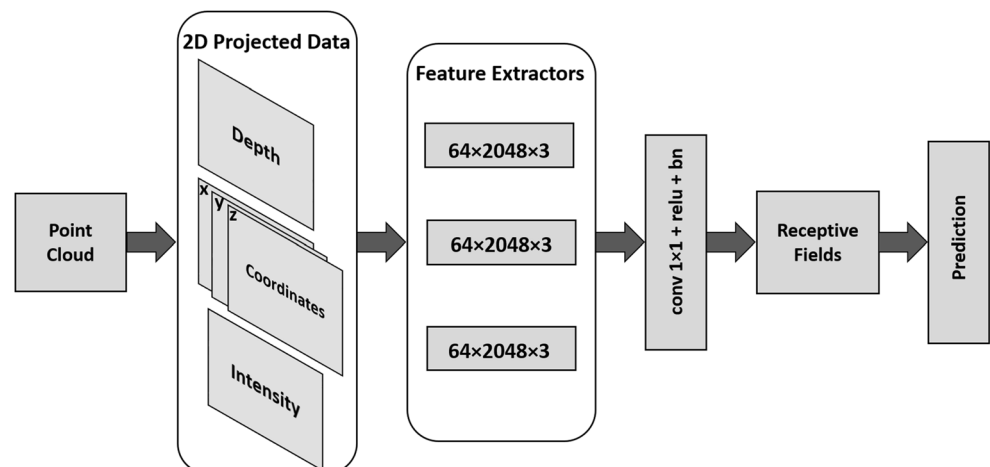 Point
Cloud
2D Projected Data
Depth
x
y
z
Coordinates
Intensity
Feature Extractors
64×2048×3
64×2048×3
64×2048×3
conv 1×1 + relu + bn
Receptive
Fields
Prediction